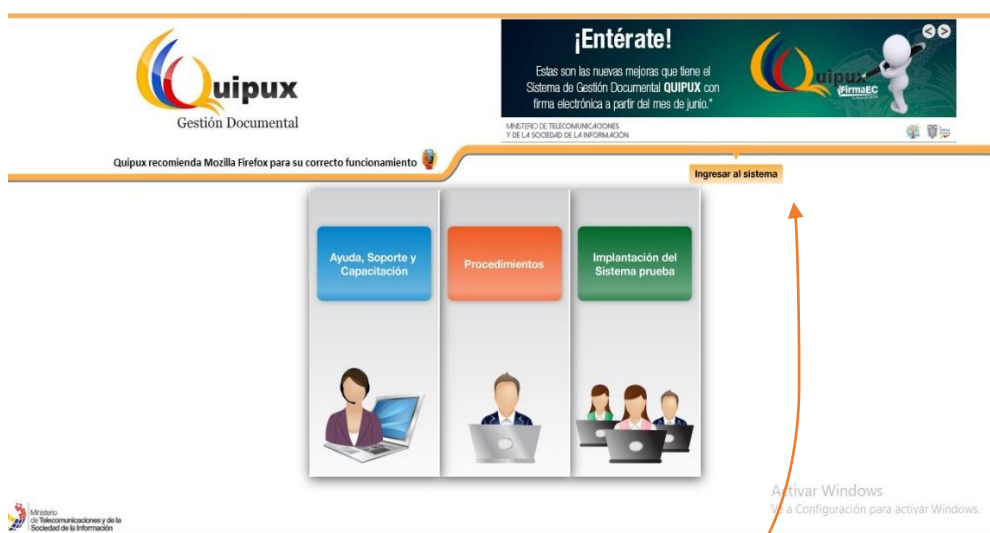 Quipux
Gestión Documental
Quipux recomienda Mozilla Firefox para su correcto funcionamiento
¡Entérate!
Estas son las nuevas mejoras que tiene el
Sistema de Gestión Documental QUIPUX con
firma electrónica a partir del mes de junio."
Quipux
FirmaEC
MINISTERIO DE TELECOMUNICACIONES
Y DE LA SOCIEDAD DE LA INFORMACIÓN
Ingresar al sistema
Ayuda, Soporte y
Capacitación
Procedimientos
Implantación del
Sistema prueba
Activar Windows
Ve a Configuración para activar Windows.
Ministerio
de Telecomunicaciones y de la
Sociedad de la Información